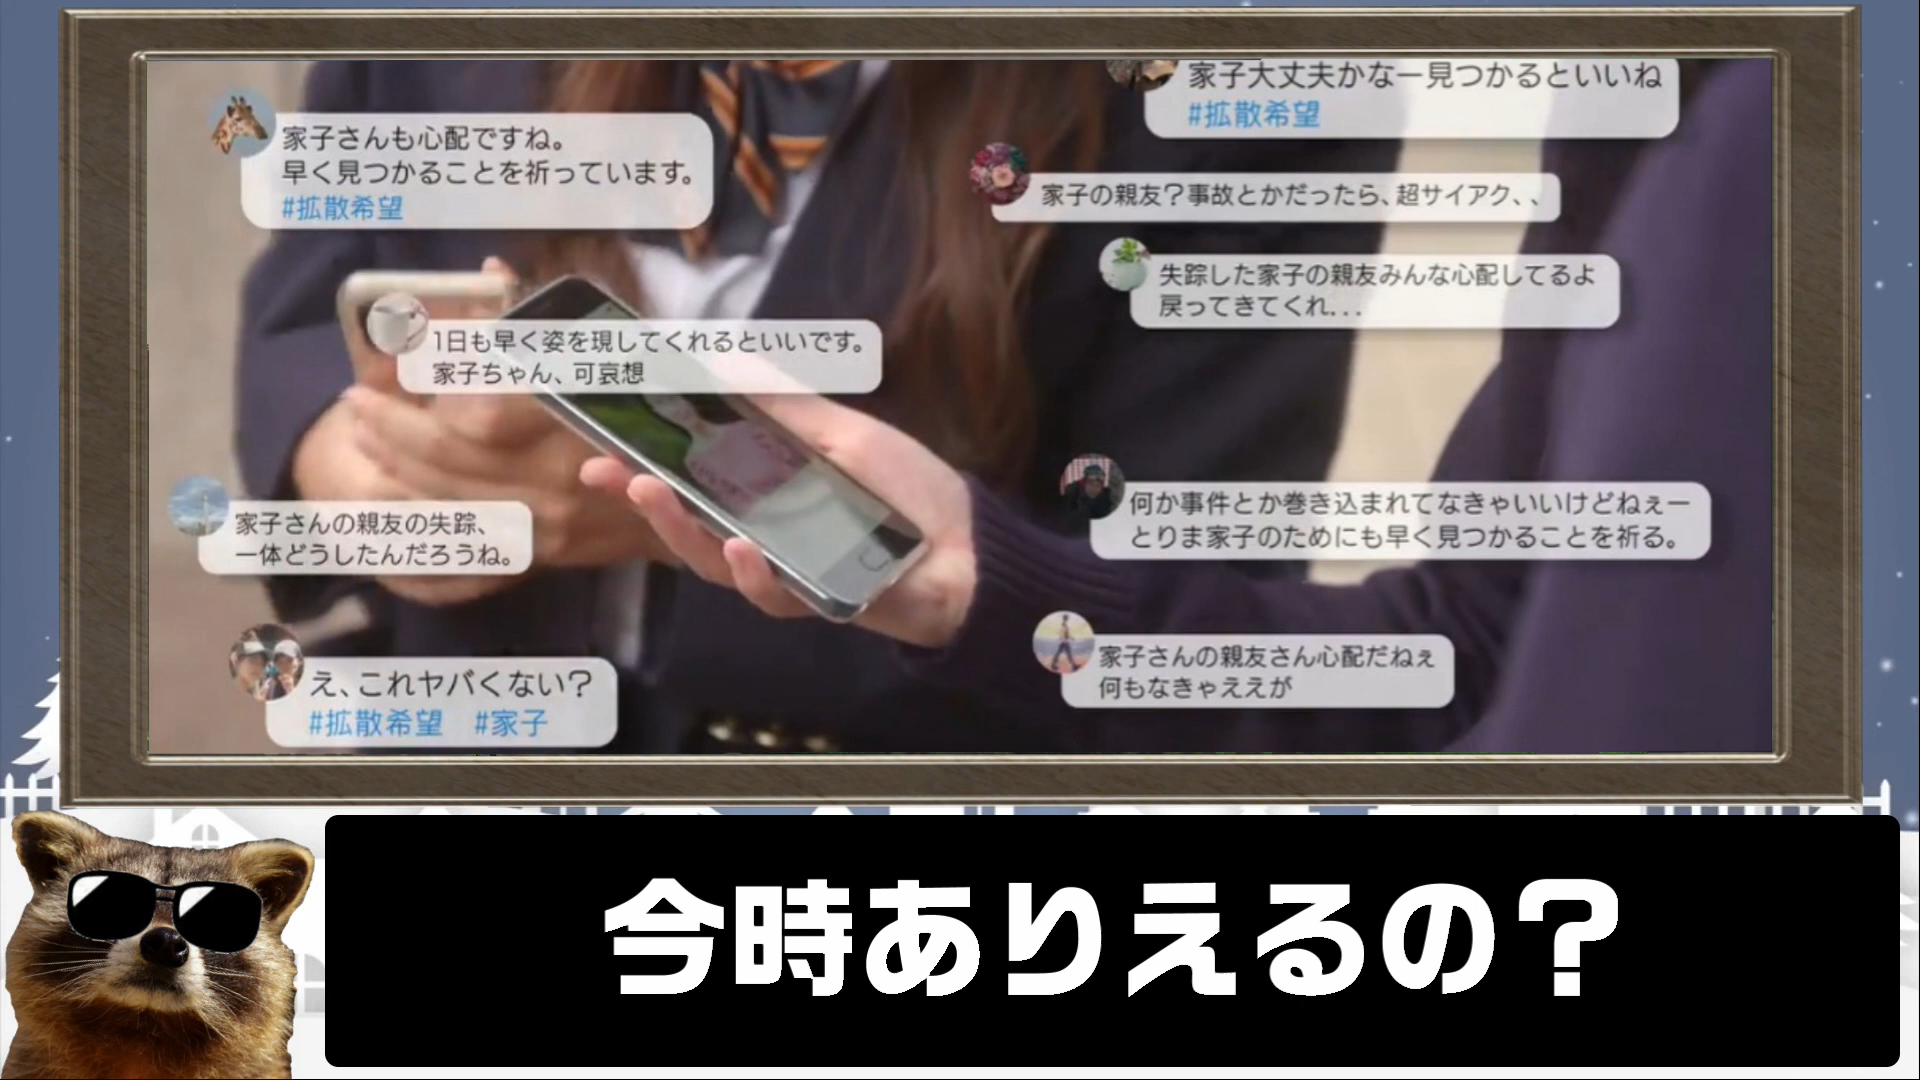 家子さんも心配ですね。
早く見つかることを祈っています。
#拡散希望
1日も早く姿を現してくれるといいです。
家子ちゃん、可哀想
家子さんの親友の失踪、
一体どうしたんだろうね。
え、これヤバくない？
#拡散希望 #家子
家子大丈夫かなー見つかるといいね
#拡散希望
家子の親友？事故とかだったら、超サイアク、、
失踪した家子の親友みんな心配してるよ
戻ってきてくれ...
何か事件とか巻き込まれてなきゃいいけどねぇー
とりま家子のためにも早く見つかることを祈る。
家子さんの親友さん心配だねぇ
何もなきゃええが
今時ありえるの？